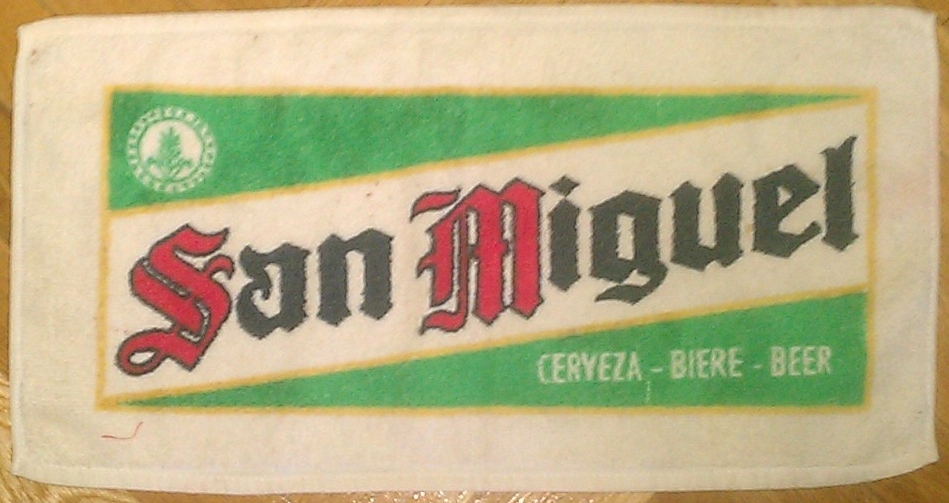 San Miguel
CERVEZA - BIERE - BEER